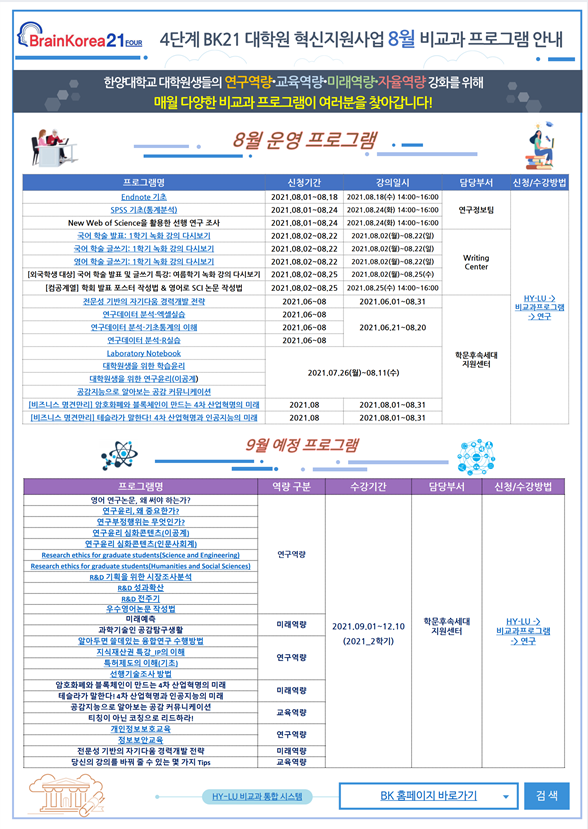 BrainKorea21 FOUR
4단계 BK21 대학원 혁신지원사업 8월 비교과 프로그램 안내
한양대학교 대학원생들의 연구역량•교육역량•미래역량•자율역량 강화를 위해
매월 다양한 비교과 프로그램이 여러분을 찾아갑니다!
8월 운영 프로그램
프로그램명 신청기간 강의일시 담당부서 신청/수강방법
Endnote 기초 2021.08.01~08.18 2021.08.18(수) 14:00~16:00
SPSS 기초(통계분석) 2021.08.01~08.24 2021.08.24(화) 14:00~16:00 연구정보팀
New Web of Science을 활용한 선행 연구 조사 2021.08.01~08.24 2021.08.24(화) 14:00~16:00
국어 학술 발표: 1학기 녹화 강의 다시보기 2021.08.02~08.22 2021.08.02(월)~08.22(일)
국어 학술 글쓰기: 1학기 녹화 강의 다시보기 2021.08.02~08.22 2021.08.02(월)~08.22(일)
영어 학술 글쓰기: 1학기 녹화 강의 다시보기 2021.08.02~08.22 2021.08.02(월)~08.22(일)
Writing
Center
[외국학생 대상] 국어 학술 발표 및 글쓰기 특강: 여름학기 녹화 강의 다시보기 2021.08.02~08.25 2021.08.02(월)~08.25(수)
[컴공계열] 학회 발표 포스터 작성법 & 영어로 SCI 논문 작성법 2021.08.02~08.25 2021.08.25(수) 14:00~16:00
전문성 기반의 자기다움 경력개발 전략 2021.06~08 2021.06.01~08.31
HY-LU ->
비교과프로그램
-> 연구
연구데이터 분석-엑셀실습 2021.06~08
연구데이터 분석-기초통계의 이해 2021.06~08 2021.06.21~08.20
연구데이터 분석-R실습 2021.06~08
Laboratory Notebook
대학원생을 위한 학습윤리
대학원생을 위한 연구윤리(이공계)
공감지능으로 알아보는 공감 커뮤니케이션
2021.07.26(월)~08.11(수)
학문후속세대
지원센터
[비즈니스 명견만리] 암호화폐와 블록체인이 만드는 4차 산업혁명의 미래 2021.08 2021.08.01~08.31
[비즈니스 명견만리] 테슬라가 말한다! 4차 산업혁명과 인공지능의 미래 2021.08 2021.08.01~08.31
9월 예정 프로그램
프로그램명 역량 구분 수강기간 담당부서 신청/수강방법
영어 연구논문, 왜 써야 하는가?
연구윤리, 왜 중요한가?
연구부정행위는 무엇인가?
연구윤리 심화콘텐츠(이공계)
연구윤리 심화콘텐츠(인문사회계)
Research ethics for graduate students(Science and Engineering)
Research ethics for graduate students(Humanities and Social Sciences)
R&D 기획을 위한 시장조사분석
R&D 성과확산
R&D 전주기
우수영어논문 작성법
연구역량
미래예측
과학기술인 공감탐구생활
미래역량
알아두면 쓸데있는 융합연구 수행방법
지식재산권 특강_IP의 이해
특허제도의 이해(기초)
선행기술조사 방법
연구역량
2021.09.01~12.10
(2021_2학기)
학문후속세대
지원센터
HY-LU ->
비교과프로그램
-> 연구
암호화폐와 블록체인이 만드는 4차 산업혁명의 미래
테슬라가 말한다! 4차 산업혁명과 인공지능의 미래
미래역량
공감지능으로 알아보는 공감 커뮤니케이션
티칭이 아닌 코칭으로 리드하라!
교육역량
개인정보보호교육
정보보안교육
연구역량
전문성 기반의 자기다움 경력개발 전략 미래역량
당신의 강의를 바꿔 줄 수 있는 몇 가지 Tips 교육역량
HY-LU 비교과 통합 시스템
BK 홈페이지 바로가기
검 색